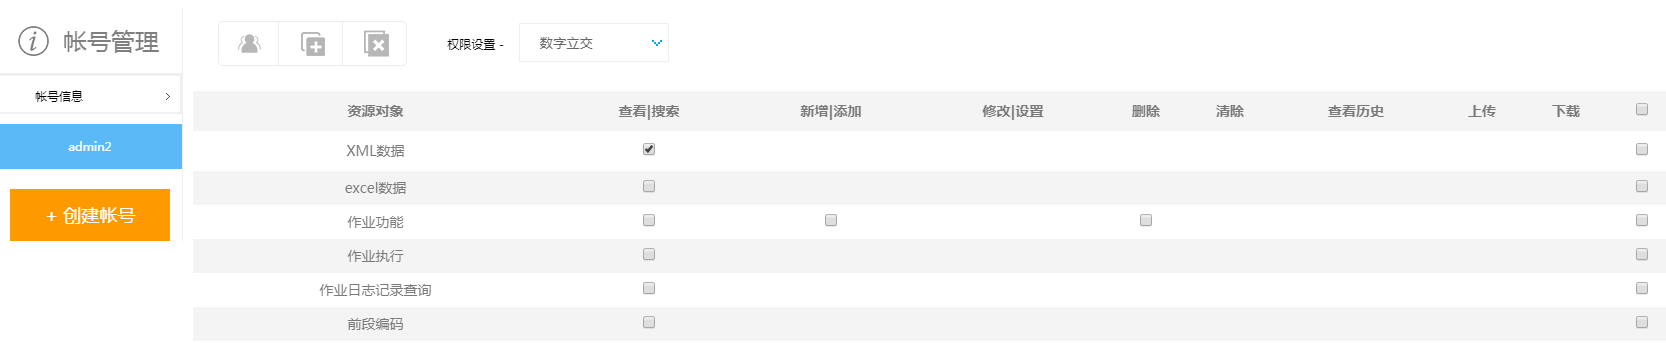 帐号管理
帐号信息
admin2
+ 创建帐号
权限设置 -
数字立交
资源对象 查看|搜索 新增|添加 修改|设置 删除 清除 查看历史 上传 下载
XML数据
excel数据
作业功能
作业执行
作业日志记录查询
前段编码